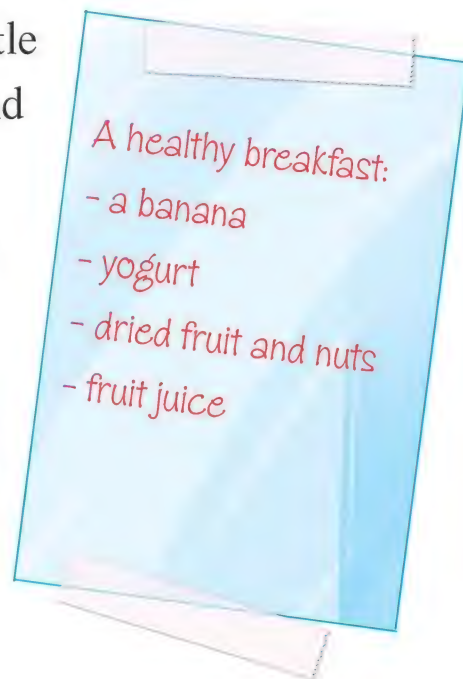 A healthy breakfast:
- a banana
- yogurt
- dried fruit and nuts
- fruit juice